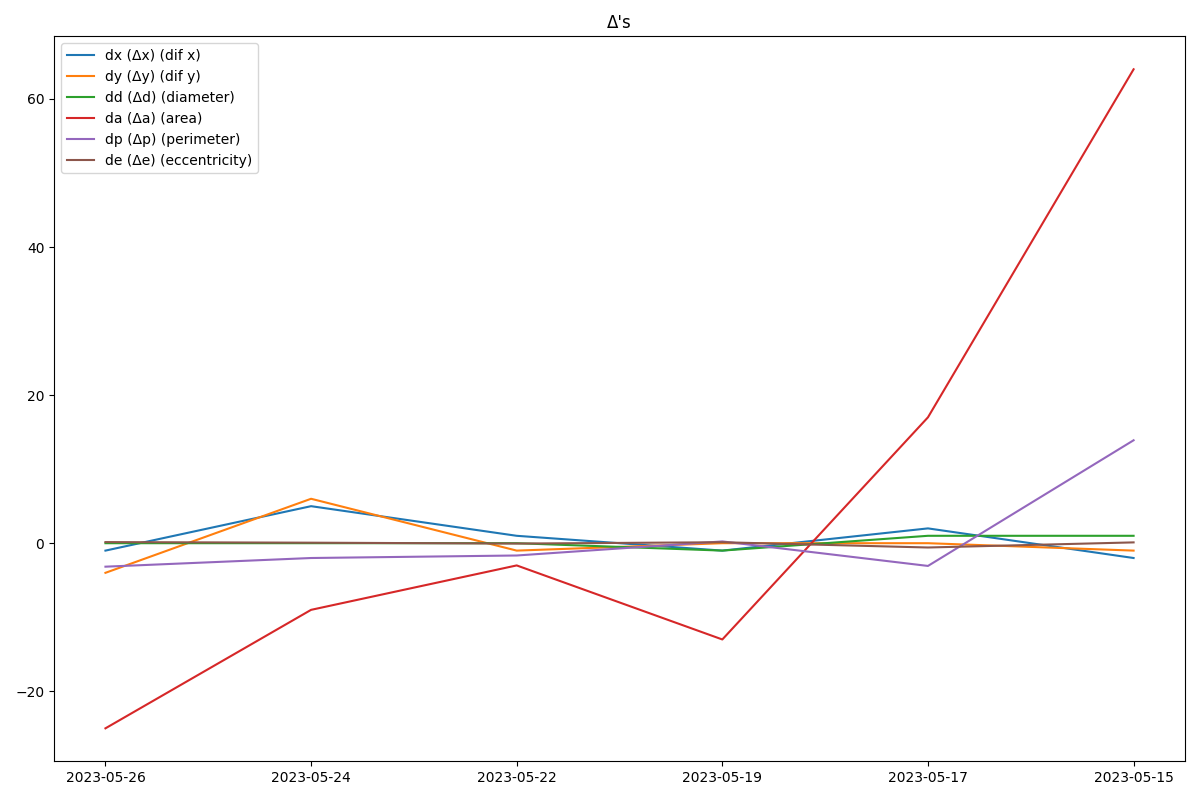 Δ's
dx (Δx) (dif x)
dy (Δy) (dif y)
dd (Δd) (diameter)
da (Δa) (area)
dp (Δp) (perimeter)
de (Δe) (eccentricity)
60
40
20
0
−20
2023-05-26 2023-05-24 2023-05-22 2023-05-19 2023-05-17 2023-05-15